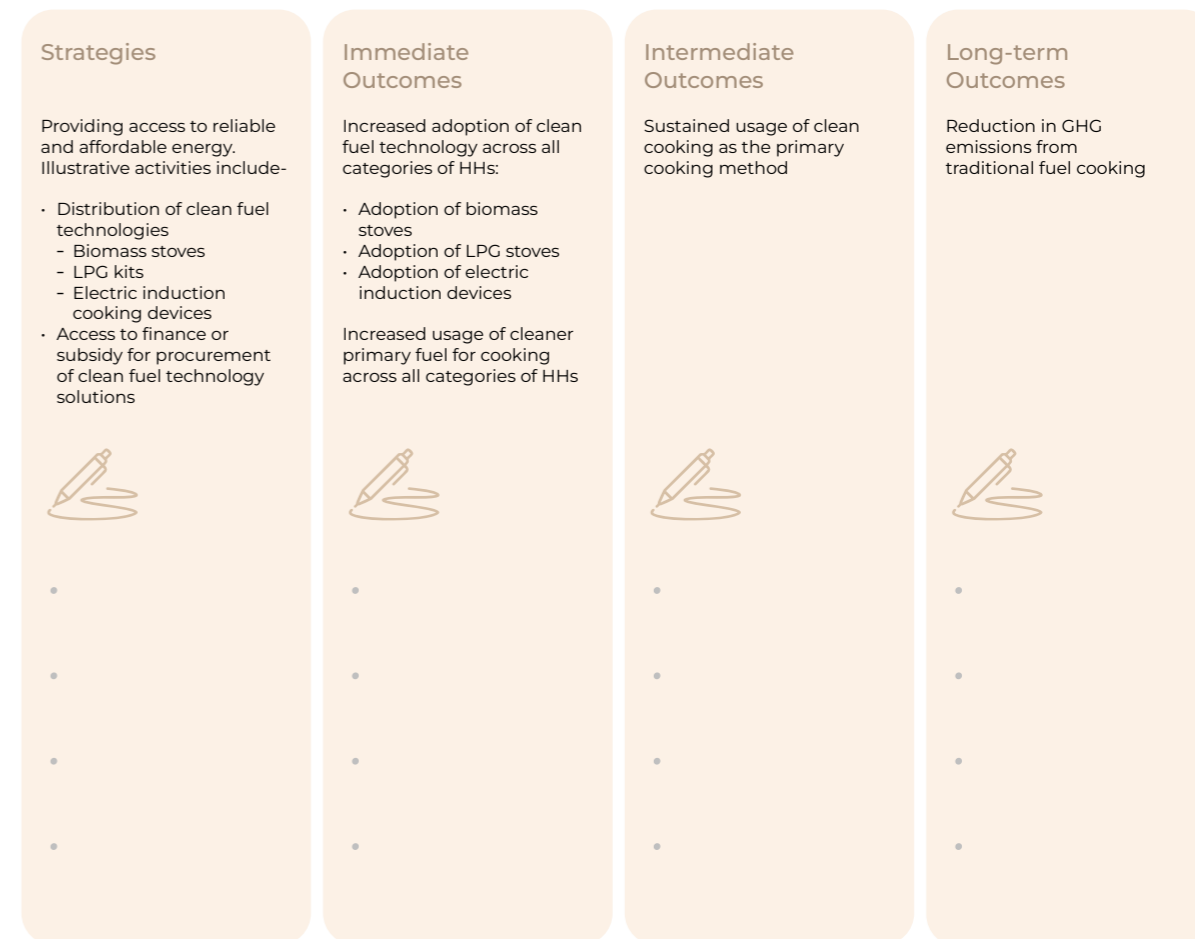 Strategies
Providing access to reliable
and affordable energy.
Illustrative activities include-
• Distribution of clean fuel
technologies
– Biomass stoves
– LPG kits
– Electric induction
cooking devices
• Access to finance or
subsidy for procurement
of clean fuel technology
solutions
Immediate
Outcomes
Increased adoption of clean
fuel technology across all
categories of HHs:
• Adoption of biomass
stoves
• Adoption of LPG stoves
• Adoption of electric
induction devices
Increased usage of cleaner
primary fuel for cooking
across all categories of HHs
Intermediate
Outcomes
Sustained usage of clean
cooking as the primary
cooking method
Long-term
Outcomes
Reduction in GHG
emissions from
traditional fuel cooking